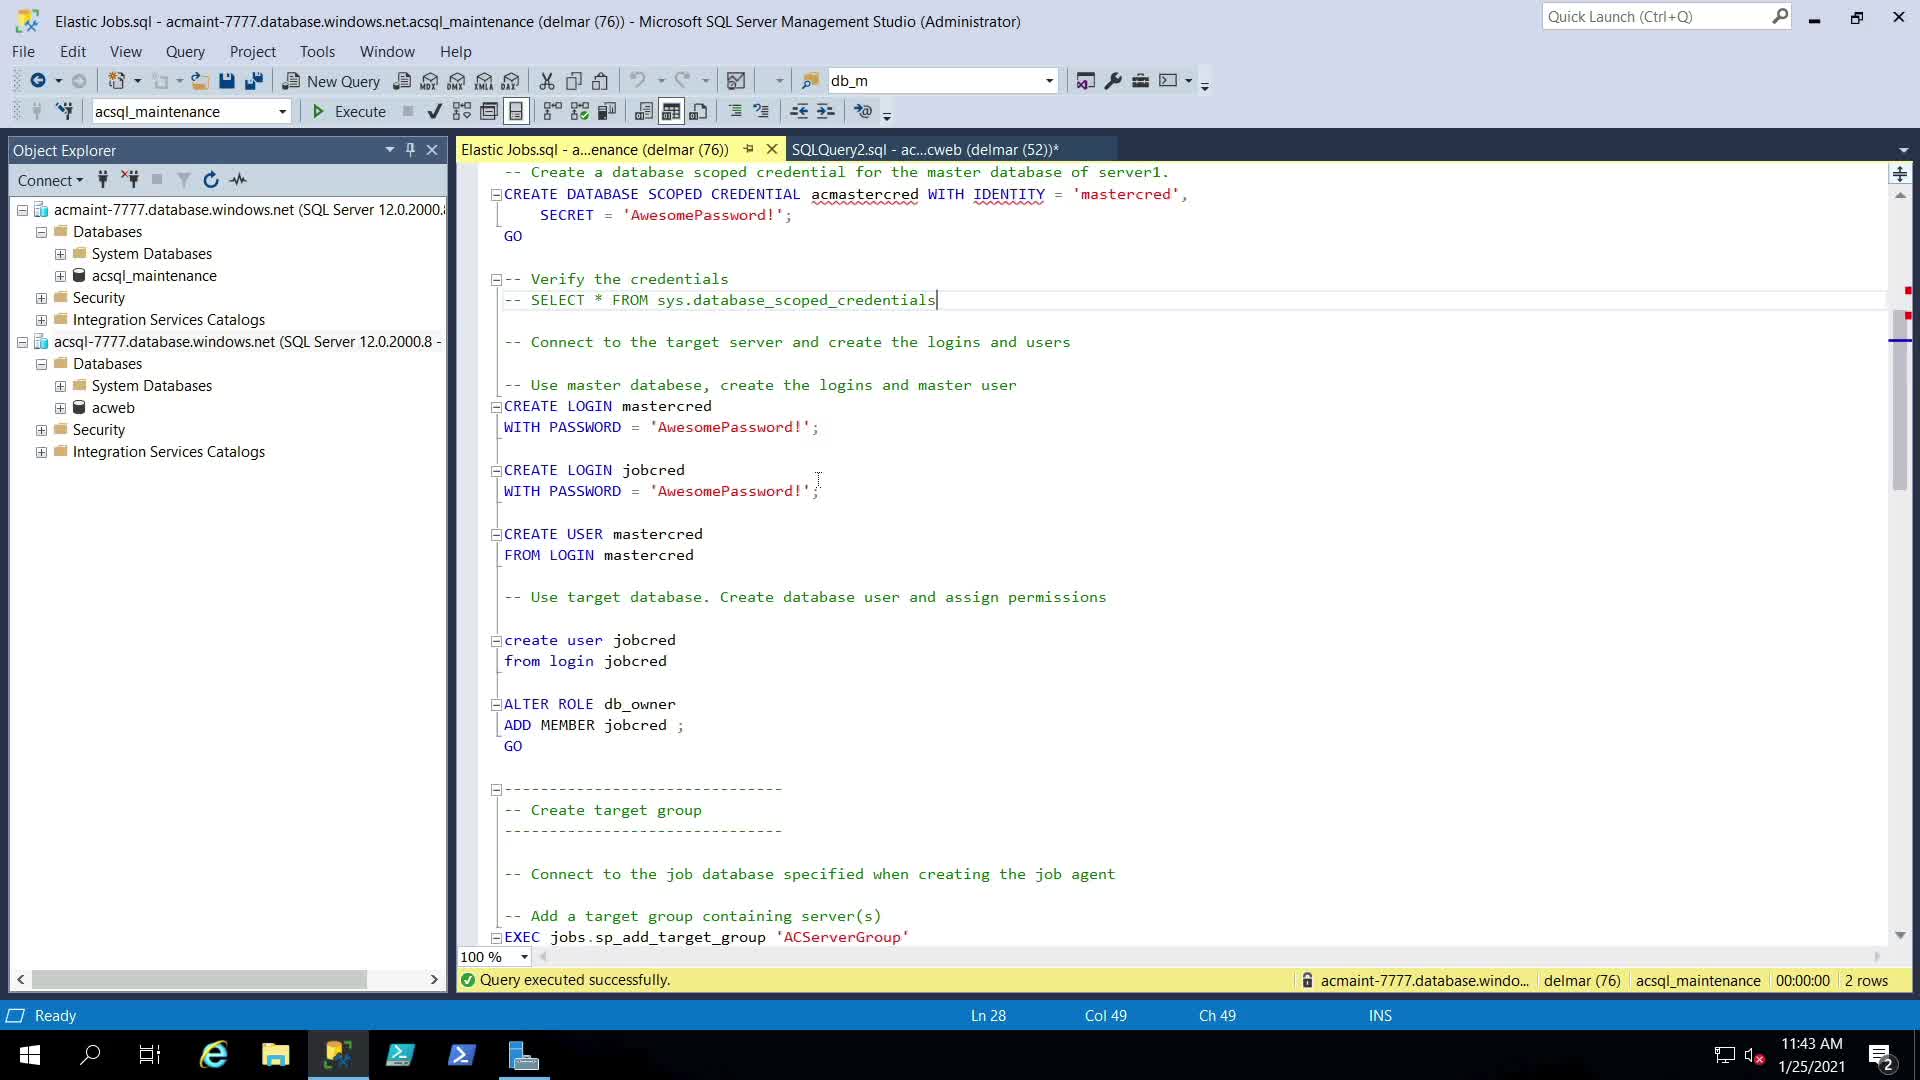 Elastic Jobs.sql - acmaint-7777.database.windows.net.acsql_maintenance (delmar (76)) - Microsoft SQL Server Management Studio (Administrator)
Quick Launch (Ctrl+Q)
File Edit View Query Project Tools Window Help
New Query MDX DMX XMLA DAX db_m
acsql_maintenance Execute
Object Explorer
Connect
acmaint-7777.database.windows.net (SQL Server 12.0.2000.
Databases
System Databases
acsql_maintenance
Security
Integration Services Catalogs
acsql-7777.database.windows.net (SQL Server 12.0.2000.8 -
Databases
System Databases
acweb
Security
Integration Services Catalogs
Elastic Jobs.sql - a...enance (delmar (76)) SQLQuery2.sql - ac...cweb (delmar (52))*
-- Create a database scoped credential for the master database of server1.
CREATE DATABASE SCOPED CREDENTIAL acmastercred WITH IDENTITY = 'mastercred',
SECRET = 'AwesomePassword!';
GO
-- Verify the credentials
-- SELECT * FROM sys.database_scoped_credentials
-- Connect to the target server and create the logins and users
-- Use master databese, create the logins and master user
CREATE LOGIN mastercred
WITH PASSWORD = 'AwesomePassword!';
CREATE LOGIN jobcred
WITH PASSWORD = 'AwesomePassword!';
CREATE USER mastercred
FROM LOGIN mastercred
-- Use target database. Create database user and assign permissions
create user jobcred
from login jobcred
ALTER ROLE db_owner
ADD MEMBER jobcred ;
GO
-------------------------------
-- Create target group
-------------------------------
-- Connect to the job database specified when creating the job agent
-- Add a target group containing server(s)
EXEC jobs.sp_add_target_group 'ACServerGroup'
100 %
Query executed successfully. acmaint-7777.database.windo... delmar (76) acsql_maintenance 00:00:00 2 rows
Ready Ln 28 Col 49 Ch 49 INS
11:43 AM
1/25/2021
2